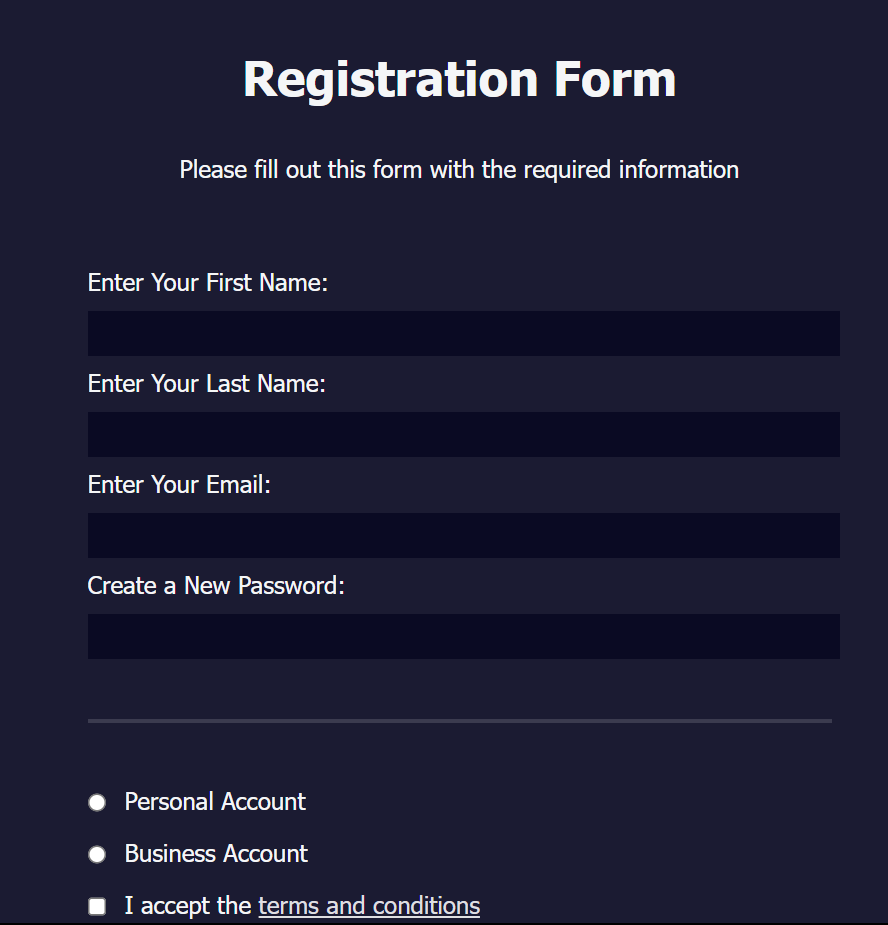 Registration Form
Please fill out this form with the required information
Enter Your First Name:
Enter Your Last Name:
Enter Your Email:
Create a New Password:
Personal Account
Business Account
I accept the terms and conditions